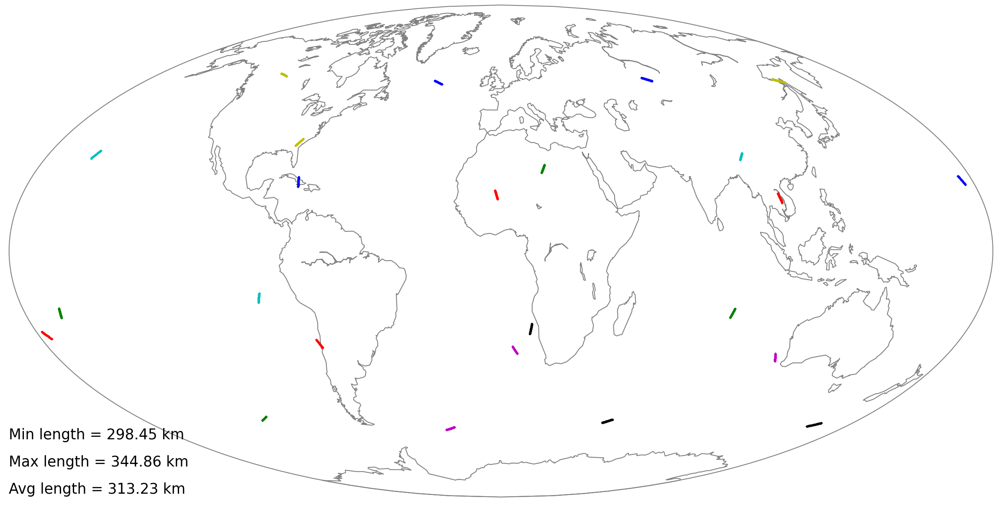 Min length = 298.45 km
Max length = 344.86 km
Avg length = 313.23 km